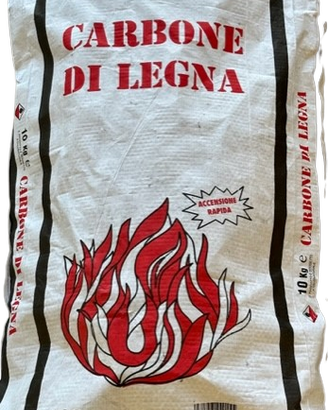 CARBONE
DI LEGNA
ACCENSIONE
RAPIDA
10 Kg e
CARBONE DI LEGNA
10 Kg e
CARBONE DI LEGNA